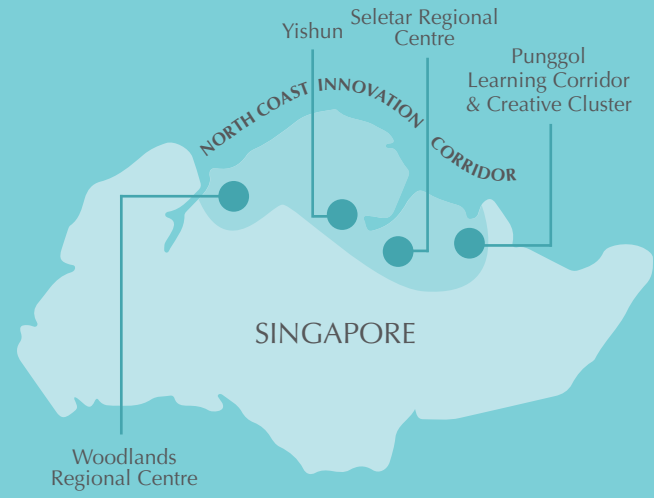 Yishun
Seletar Regional
Centre
Punggol
Learning Corridor
& Creative Cluster
NORTH COAST INNOVATION CORRIDOR
SINGAPORE
Woodlands
Regional Centre